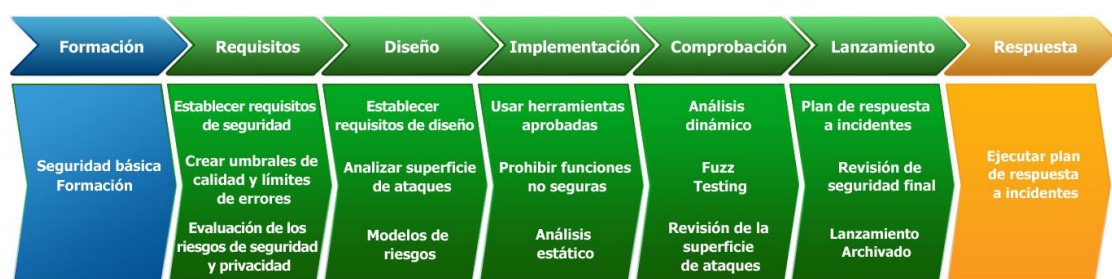 Formación
Requisitos
Diseño
Implementación
Comprobación
Lanzamiento
Respuesta
Seguridad básica
Formación
Establecer requisitos
de seguridad
Crear umbrales de
calidad y límites
de errores
Evaluación de los
riesgos de seguridad
y privacidad
Establecer
requisitos de diseño
Analizar superficie
de ataques
Modelos de
riesgos
Usar herramientas
aprobadas
Prohibir funciones
no seguras
Análisis
estático
Análisis
dinámico
Fuzz
Testing
Revisión de la
superficie
de ataques
Plan de respuesta
a incidentes
Revisión de
seguridad final
Lanzamiento
Archivado
Ejecutar plan
de respuesta
a incidentes